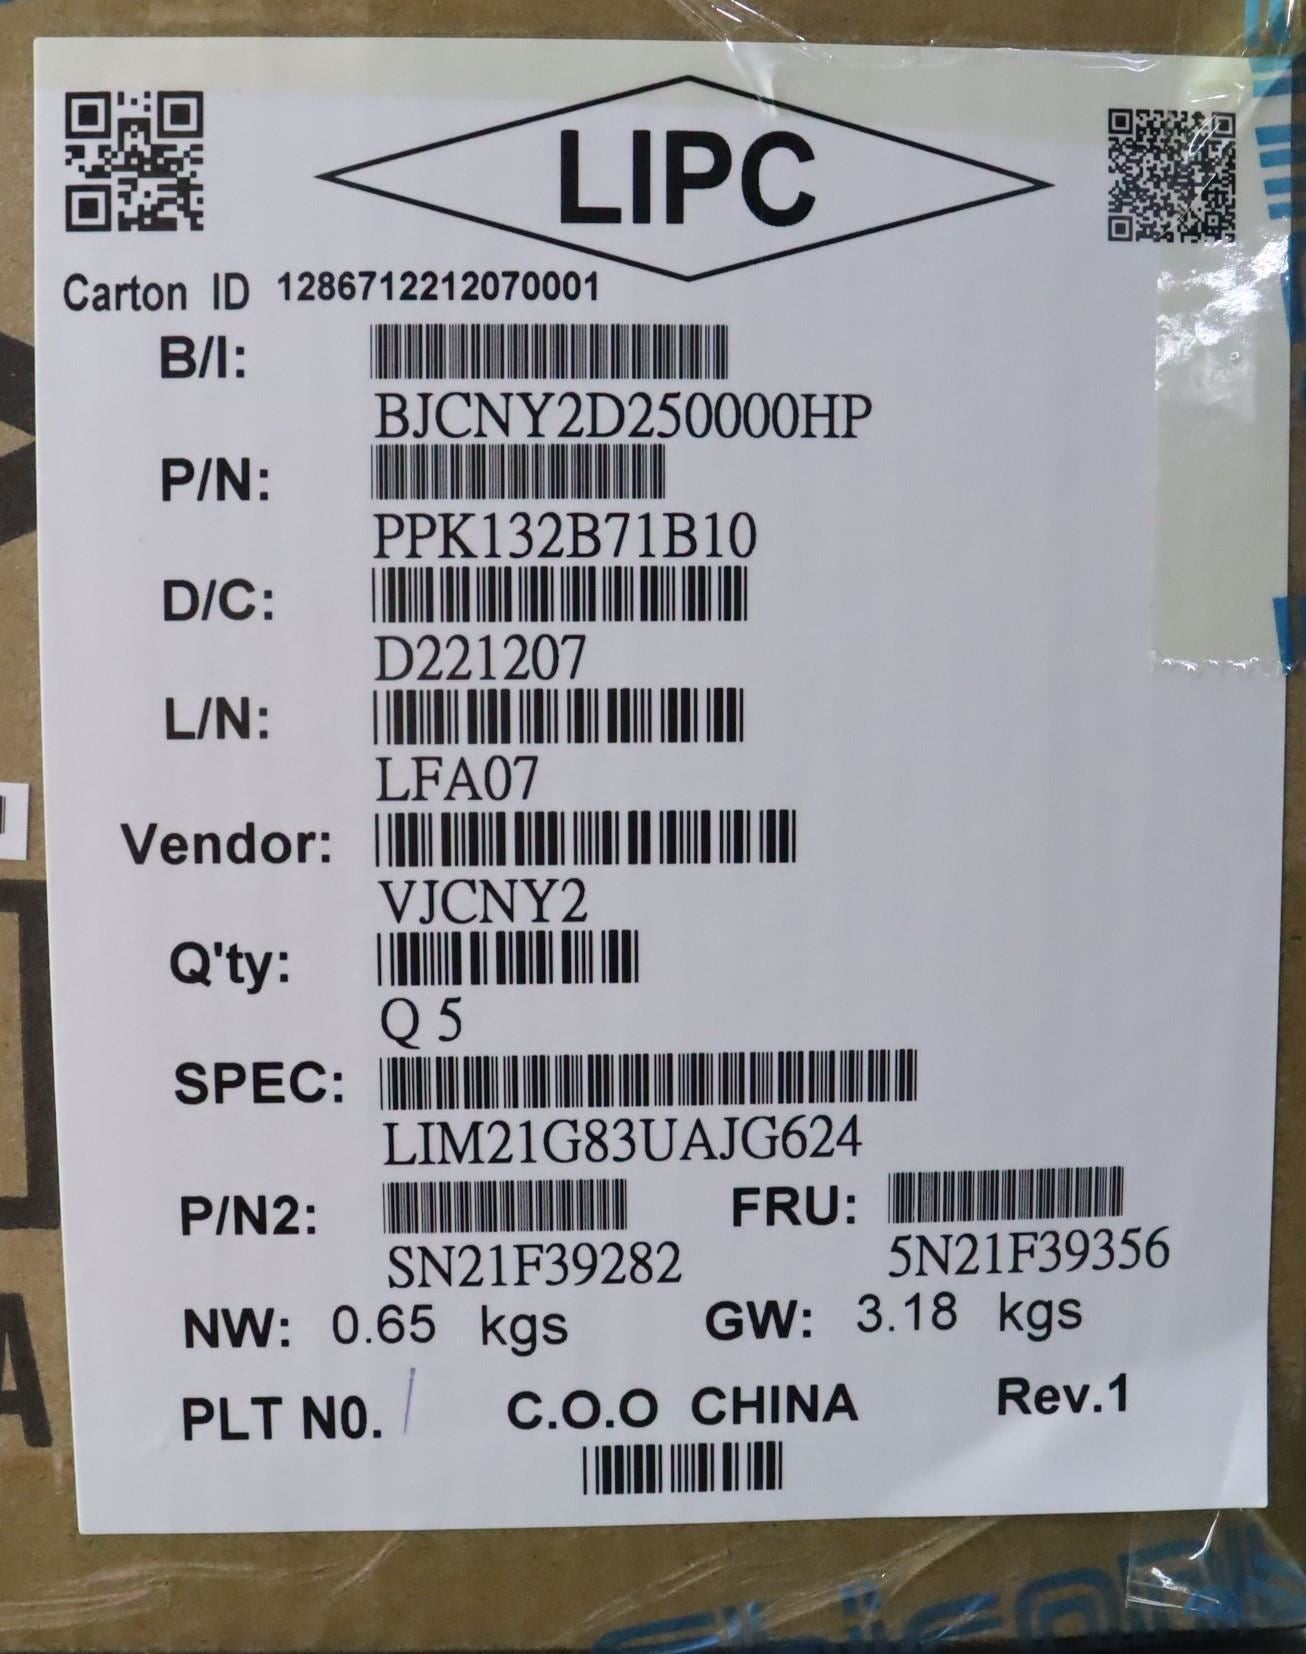 LIPC
Carton ID 1286712212070001
B/I:
BJCNY2D250000HP
P/N:
PPK132B71B10
D/C:
D221207
L/N:
LFA07
Vendor:
VJCNY2
Q'ty:
Q 5
SPEC:
LIM21G83UAJG624
P/N2: FRU:
SN21F39282 5N21F39356
NW: 0.65 kgs GW: 3.18 kgs
PLT N0. / C.O.O CHINA Rev.1
A